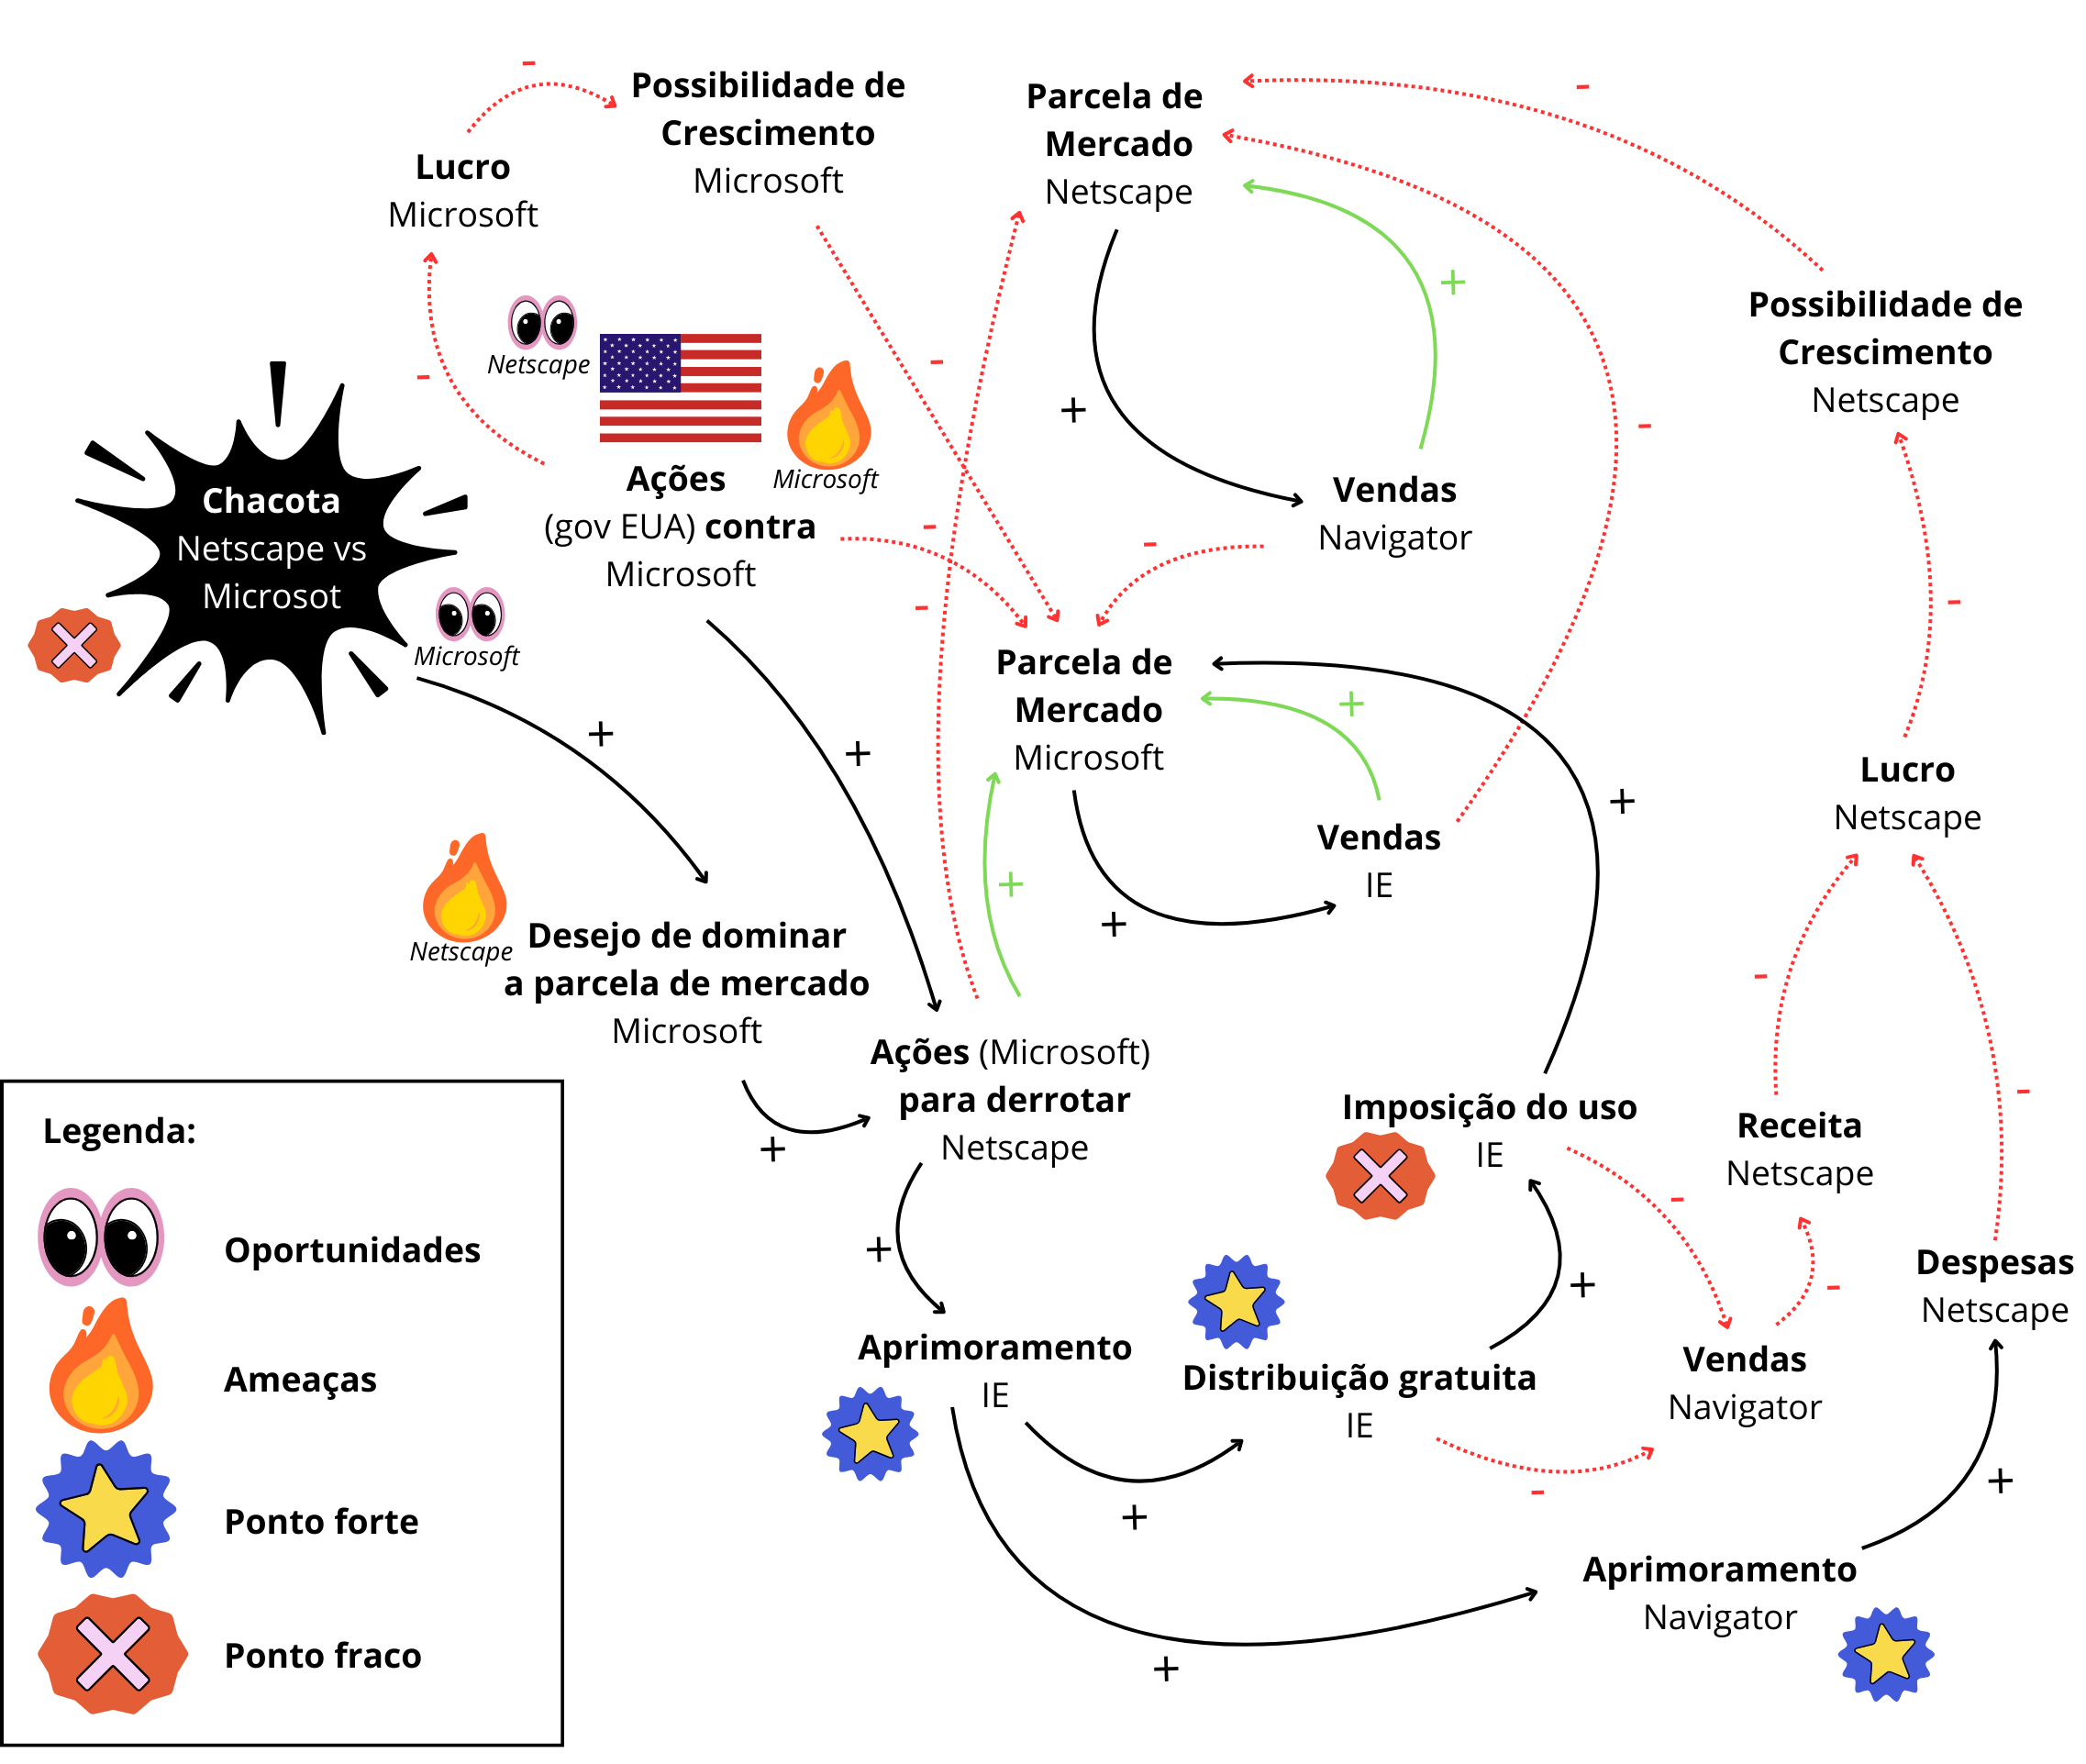 -
Possibilidade de
Crescimento
Microsoft
Lucro
Microsoft
Parcela de
Mercado
Netscape
-
+
Possibilidade de
Crescimento
Netscape
Netscape
-
-
+
-
Ações
(gov EUA) contra
Microsoft
Microsoft
-
-
Vendas
Navigator
-
Chacota
Netscape vs
Microsot
Microsoft
-
-
Parcela de
Mercado
Microsoft
+
+
+
Lucro
Netscape
+
Vendas
IE
+
+
Netscape
Desejo de dominar
a parcela de mercado
Microsoft
-
+
Ações (Microsoft)
para derrotar
Netscape
-
Imposição do uso
IE
Receita
Netscape
-
+
-
Despesas
Netscape
+
Aprimoramento
IE
Distribuição gratuita
IE
Vendas
Navigator
-
+
+
Aprimoramento
Navigator
+
Legenda:
Oportunidades
Ameaças
Ponto forte
Ponto fraco